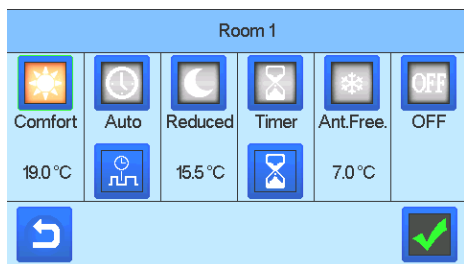 Room 1
OFF
Comfort Auto Reduced Timer Ant.Free. OFF
19.0 °C 15.5 °C 7.0 °C